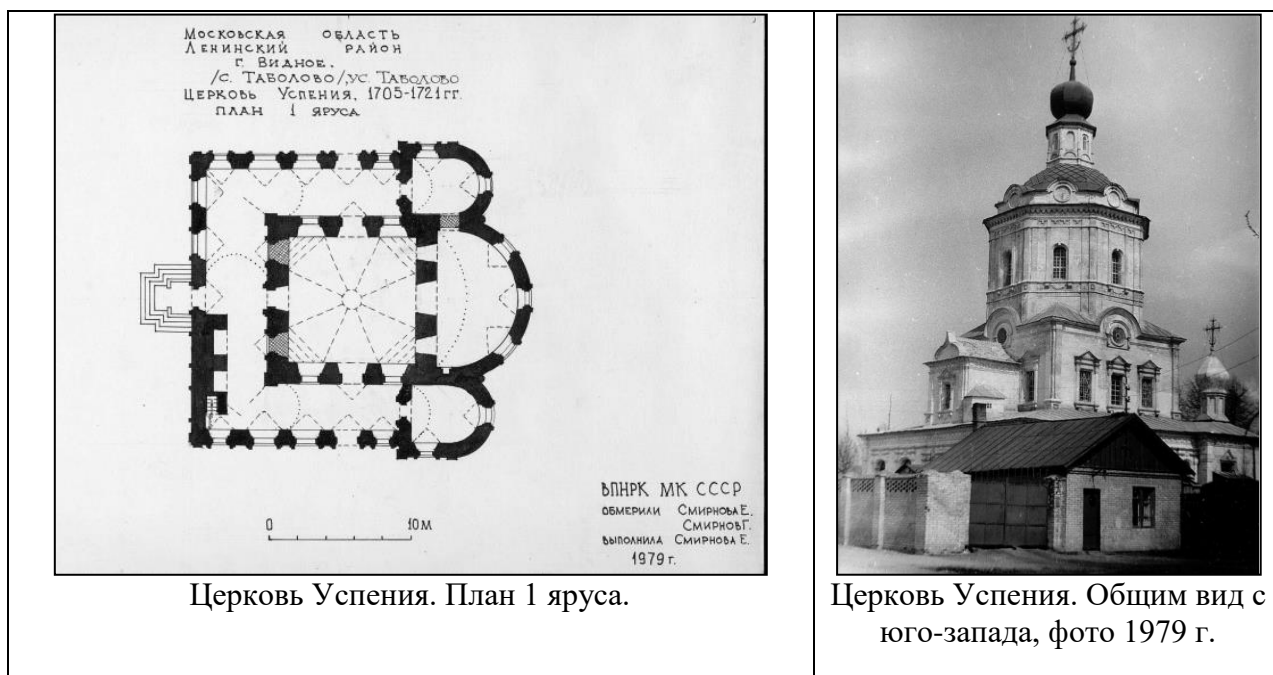 Московская область
Ленинский район
г. Видное.
/с. Таболово/, ус. Таболово
Церковь Успения, 1705-1721 гг.
план 1 яруса
0 10 м
ВПНРК МК СССР
обмерили Смирнова Е.
Смирнов Г.
выполнила Смирнова Е.
1979 г.
Церковь Успения. План 1 яруса.
Церковь Успения. Общим вид с
юго-запада, фото 1979 г.